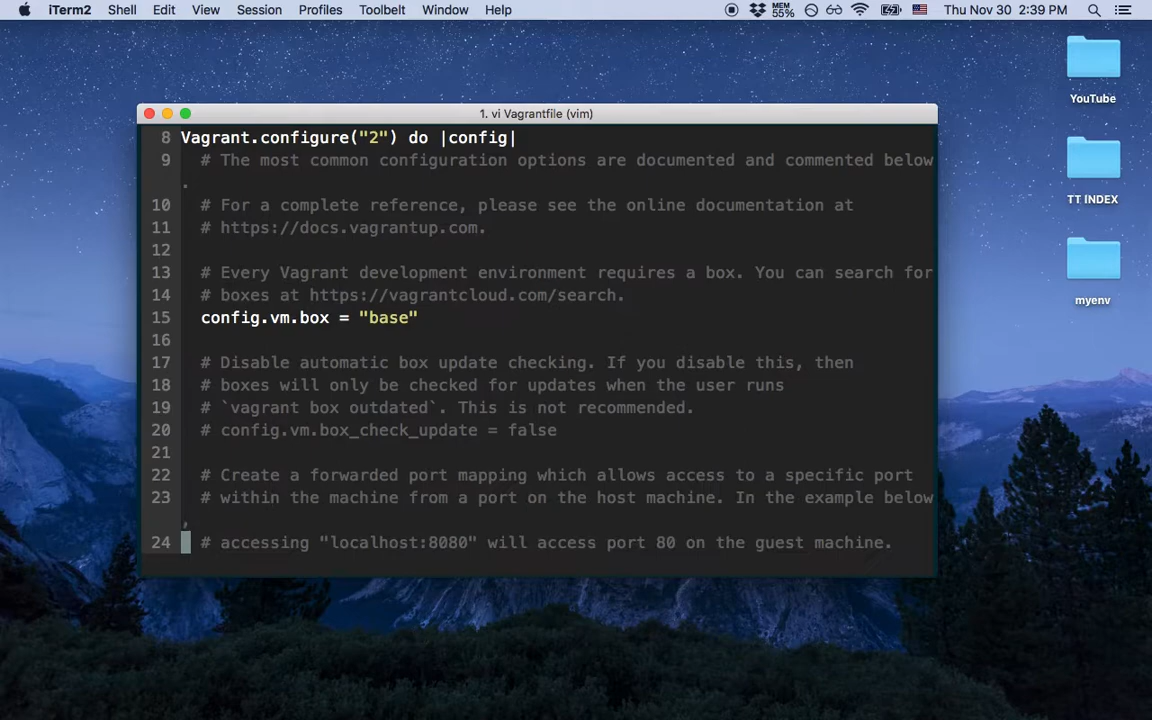 iTerm2 Shell Edit View Session Profiles Toolbelt Window Help MEM 55% Thu Nov 30 2:39 PM
YouTube
TT INDEX
myenv
1. vi Vagrantfile (vim)
8 Vagrant.configure("2") do |config|
9 # The most common configuration options are documented and commented below
.
10 # For a complete reference, please see the online documentation at
11 # https://docs.vagrantup.com.
12
13 # Every Vagrant development environment requires a box. You can search for
14 # boxes at https://vagrantcloud.com/search.
15 config.vm.box = "base"
16
17 # Disable automatic box update checking. If you disable this, then
18 # boxes will only be checked for updates when the user runs
19 # `vagrant box outdated`. This is not recommended.
20 # config.vm.box_check_update = false
21
22 # Create a forwarded port mapping which allows access to a specific port
23 # within the machine from a port on the host machine. In the example below
,
24 # accessing "localhost:8080" will access port 80 on the guest machine.